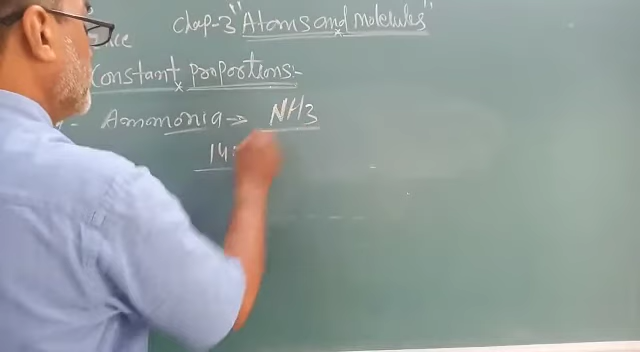 Chap-3 "Atoms and molecules"
Constant proportions:-
Ammonia → NH3
14: